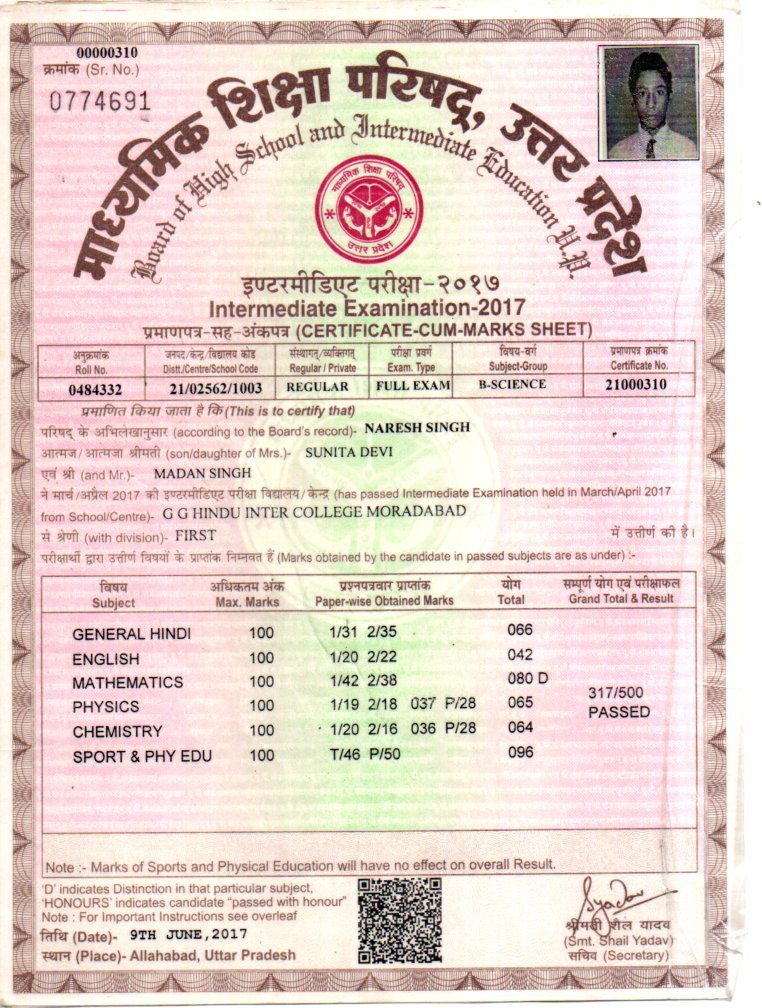 00000310
क्रमांक (Sr. No.)
0774691
माध्यमिक शिक्षा परिषद्, उत्तर प्रदेश
Board of High School and Intermediate Education U.P.
माध्यमिक शिक्षा परिषद्
उत्तर प्रदेश
इण्टरमीडिएट परीक्षा-२०१७
Intermediate Examination-2017
प्रमाणपत्र-सह-अंकपत्र (CERTIFICATE-CUM-MARKS SHEET)
अनुक्रमांक जनपद/केन्द्र/विद्यालय कोड संस्थागत/व्यक्तिगत परीक्षा प्रवर्ग विषय-वर्ग प्रमाणपत्र क्रमांक
Roll No. Distt./Centre/School Code Regular / Private Exam. Type Subject-Group Certificate No.
0484332 21/02562/1003 REGULAR FULL EXAM B-SCIENCE 21000310
प्रमाणित किया जाता है कि (This is to certify that)
परिषद् के अभिलेखानुसार (according to the Board's record)- NARESH SINGH
आत्मज/आत्मजा श्रीमती (son/daughter of Mrs.)- SUNITA DEVI
एवं श्री (and Mr.)- MADAN SINGH
ने मार्च/अप्रैल 2017 की इण्टरमीडिएट परीक्षा विद्यालय/केन्द्र (has passed Intermediate Examination held in March/April 2017
from School/Centre)- G G HINDU INTER COLLEGE MORADABAD
से श्रेणी (with division)- FIRST में उत्तीर्ण की है।
परीक्षार्थी द्वारा उत्तीर्ण विषयों के प्राप्तांक निम्नवत हैं (Marks obtained by the candidate in passed subjects are as under) :-
विषय अधिकतम अंक प्रश्नपत्रवार प्राप्तांक योग सम्पूर्ण योग एवं परीक्षाफल
Subject Max. Marks Paper-wise Obtained Marks Total Grand Total & Result
GENERAL HINDI 100 1/31 2/35 066
ENGLISH 100 1/20 2/22 042
MATHEMATICS 100 1/42 2/38 080 D
317/500
PHYSICS 100 1/19 2/18 037 P/28 065
PASSED
CHEMISTRY 100 1/20 2/16 036 P/28 064
SPORT & PHY EDU 100 T/46 P/50 096
Note :- Marks of Sports and Physical Education will have no effect on overall Result.
'D' indicates Distinction in that particular subject,
'HONOURS' indicates candidate "passed with honour"
Note : For Important Instructions see overleaf
तिथि (Date)- 9TH JUNE,2017
स्थान (Place)- Allahabad, Uttar Pradesh
Syadav
श्रीमती शैल यादव
(Smt. Shail Yadav)
सचिव (Secretary)